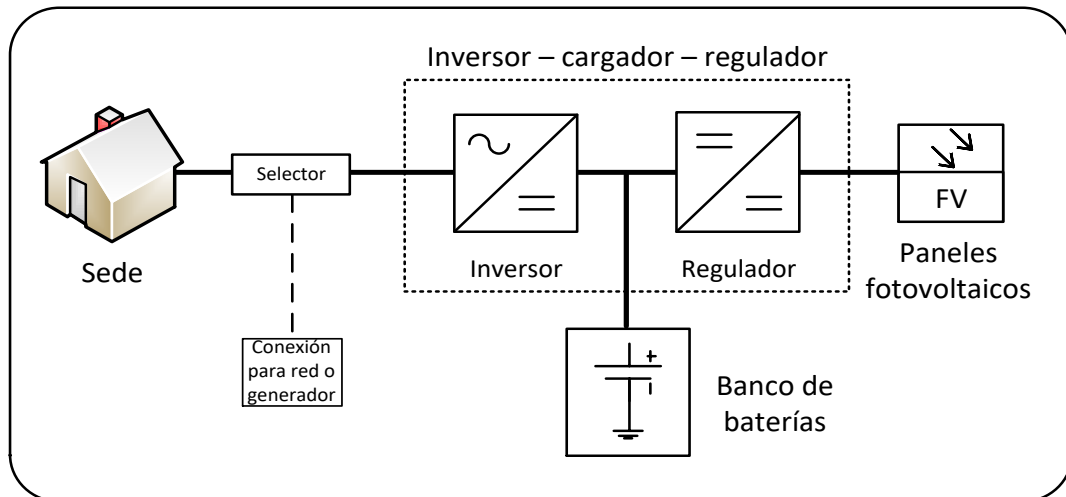 Inversor – cargador – regulador
Selector
FV
Sede
Inversor
Regulador
Paneles
fotovoltaicos
Conexión
para red o
generador
+
Banco de
baterías